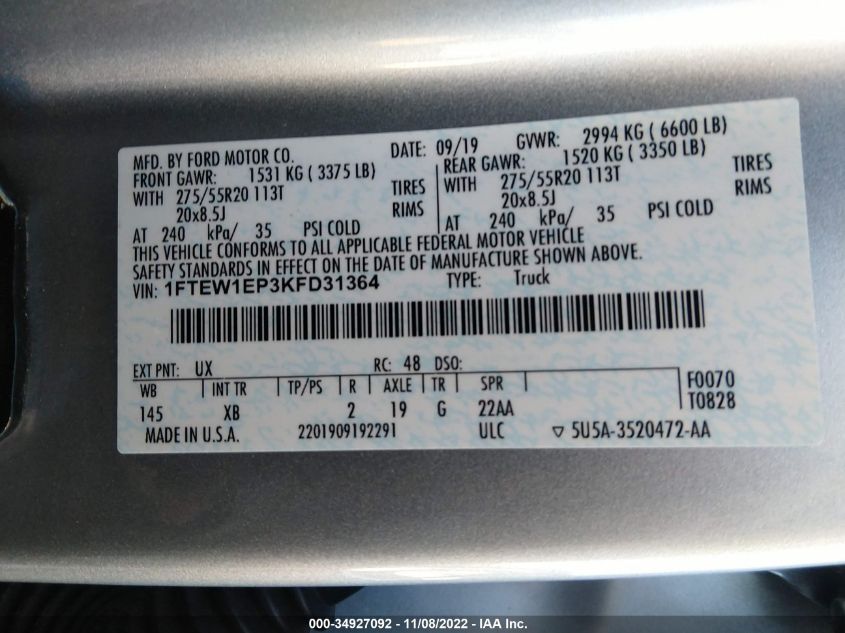 MFD. BY FORD MOTOR CO. DATE: 09/19 GVWR: 2994 KG ( 6600 LB)
FRONT GAWR: 1531 KG ( 3375 LB) REAR GAWR: 1520 KG ( 3350 LB)
WITH 275/55R20 113T TIRES WITH 275/55R20 113T TIRES
20x8.5J RIMS 20x8.5J RIMS
AT 240 kPa/ 35 PSI COLD AT 240 kPa/ 35 PSI COLD
THIS VEHICLE CONFORMS TO ALL APPLICABLE FEDERAL MOTOR VEHICLE
SAFETY STANDARDS IN EFFECT ON THE DATE OF MANUFACTURE SHOWN ABOVE.
VIN: 1FTEW1EP3KFD31364 TYPE: Truck
EXT PNT: UX RC: 48 DSO:
WB INT TR TP/PS R AXLE TR SPR F0070
145 XB 2 19 G 22AA T0828
MADE IN U.S.A. 2201909192291 ULC ▽ 5U5A-3520472-AA
000-34927092 - 11/08/2022 - IAA Inc.